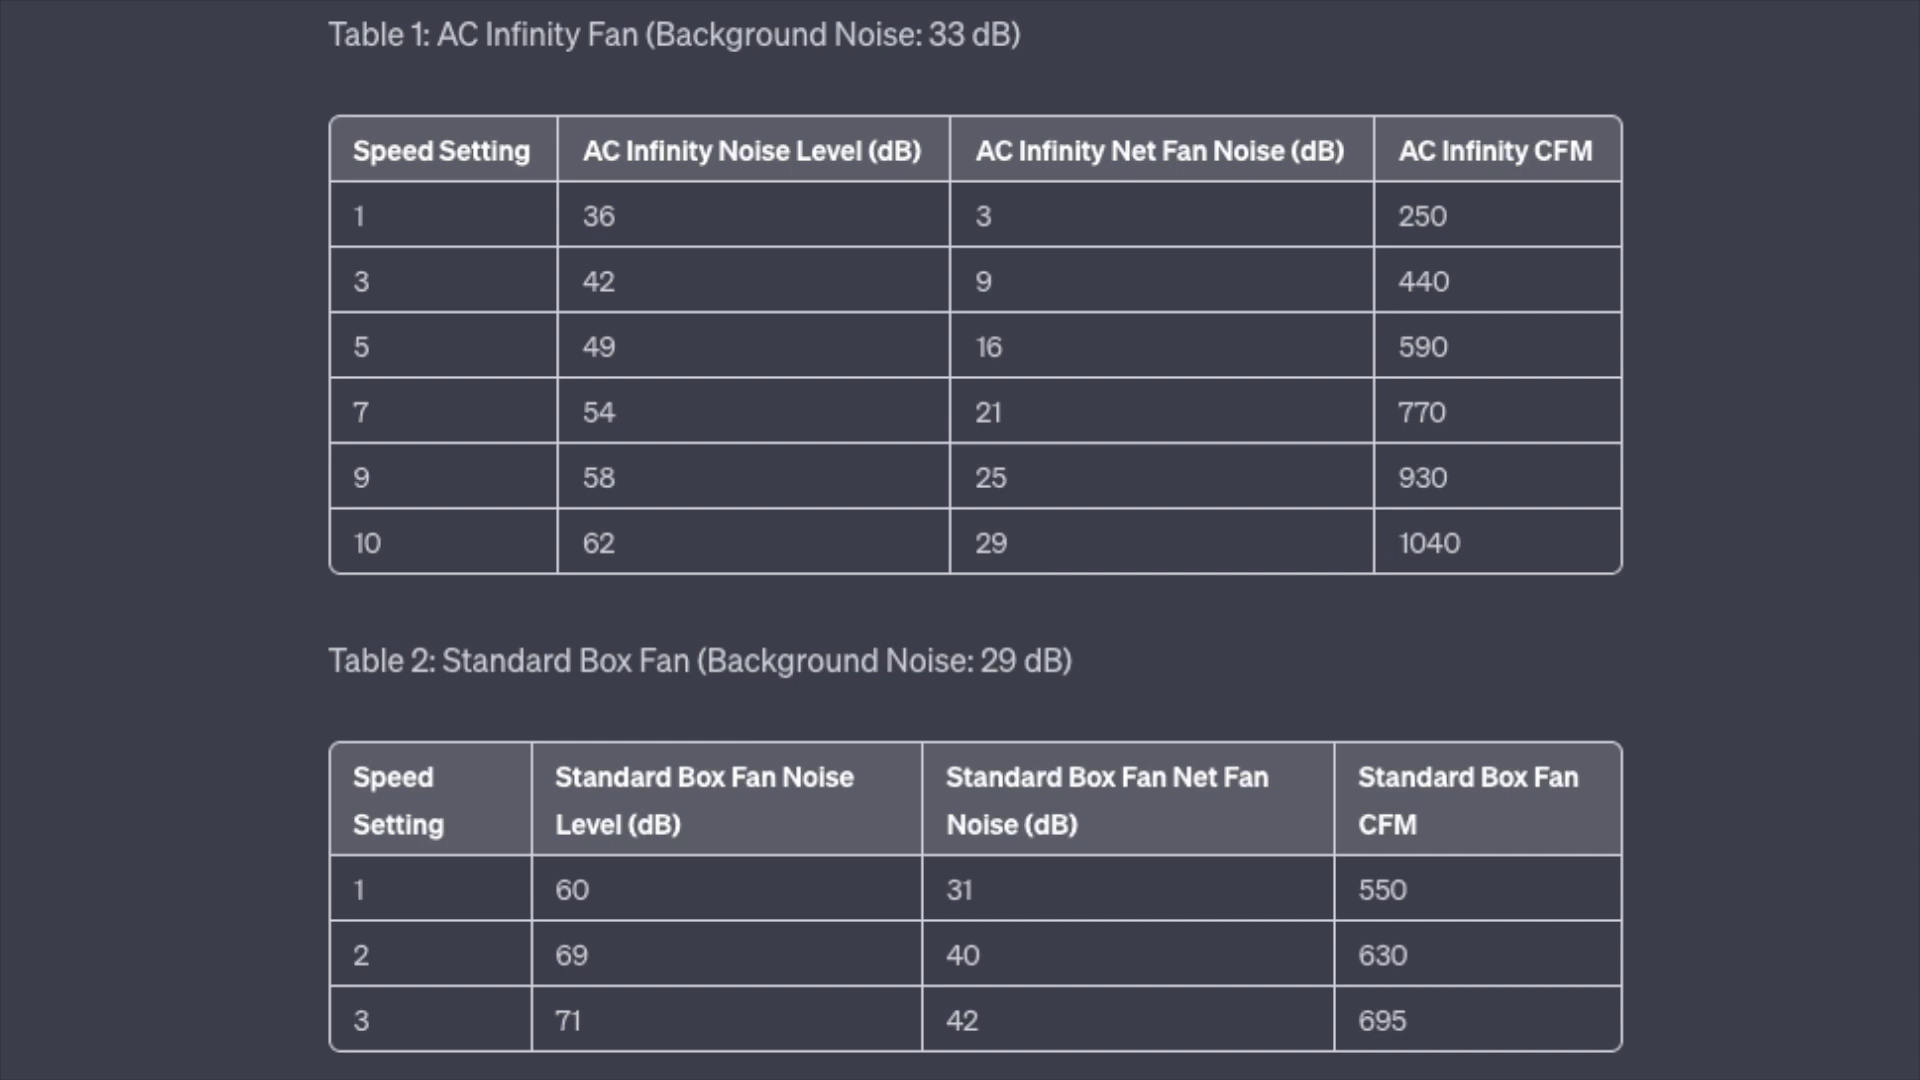 Table 1: AC Infinity Fan (Background Noise: 33 dB)
Speed Setting AC Infinity Noise Level (dB) AC Infinity Net Fan Noise (dB) AC Infinity CFM
1 36 3 250
3 42 9 440
5 49 16 590
7 54 21 770
9 58 25 930
10 62 29 1040
Table 2: Standard Box Fan (Background Noise: 29 dB)
Speed Standard Box Fan Noise Standard Box Fan Net Fan Standard Box Fan
Setting Level (dB) Noise (dB) CFM
1 60 31 550
2 69 40 630
3 71 42 695